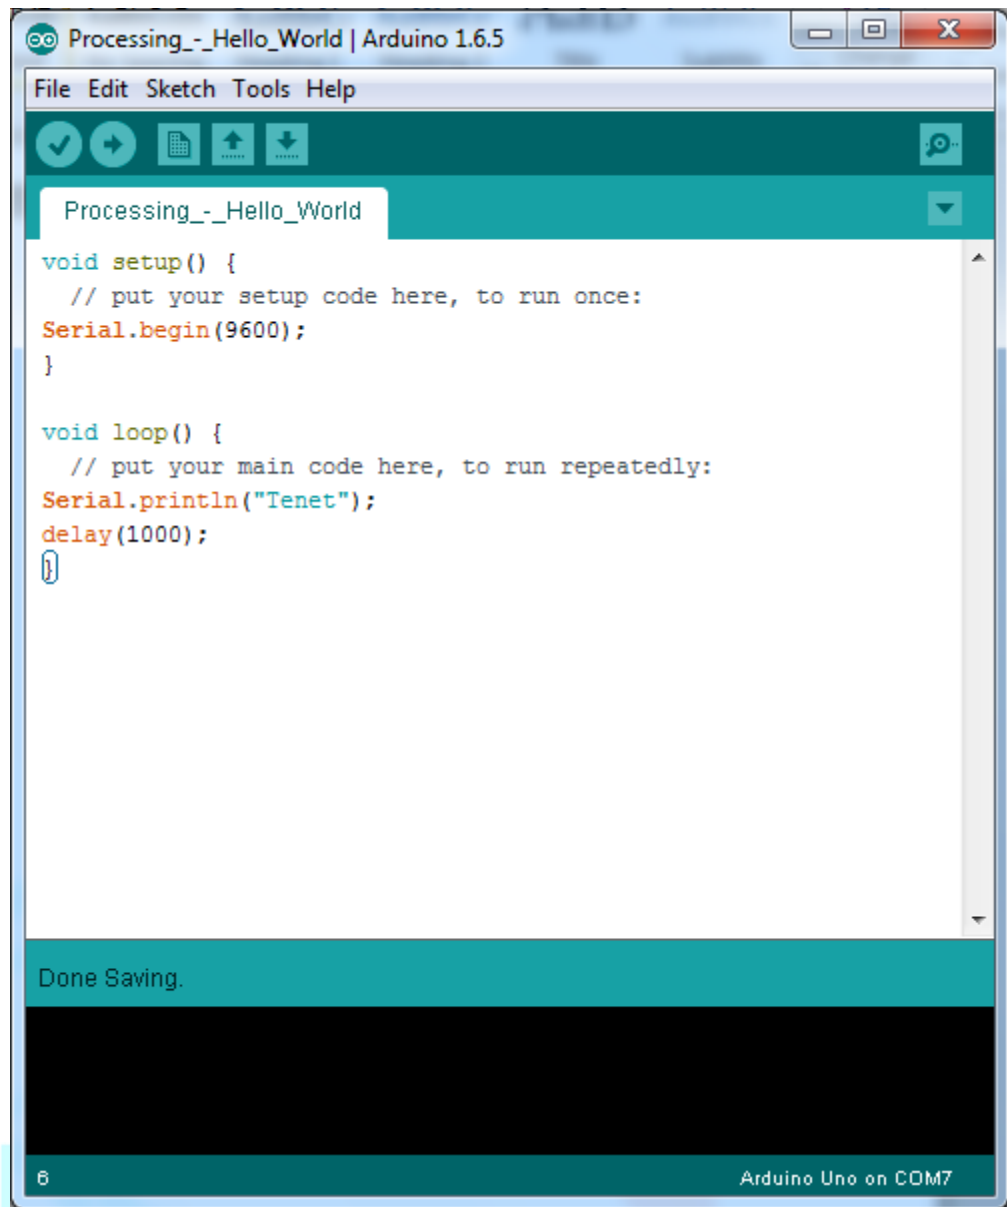 Processing_-_Hello_World | Arduino 1.6.5
File Edit Sketch Tools Help
Processing_-_Hello_World
void setup() {
  // put your setup code here, to run once:
Serial.begin(9600);
}

void loop() {
  // put your main code here, to run repeatedly:
Serial.println("Tenet");
delay(1000);
}
Done Saving.
6 Arduino Uno on COM7